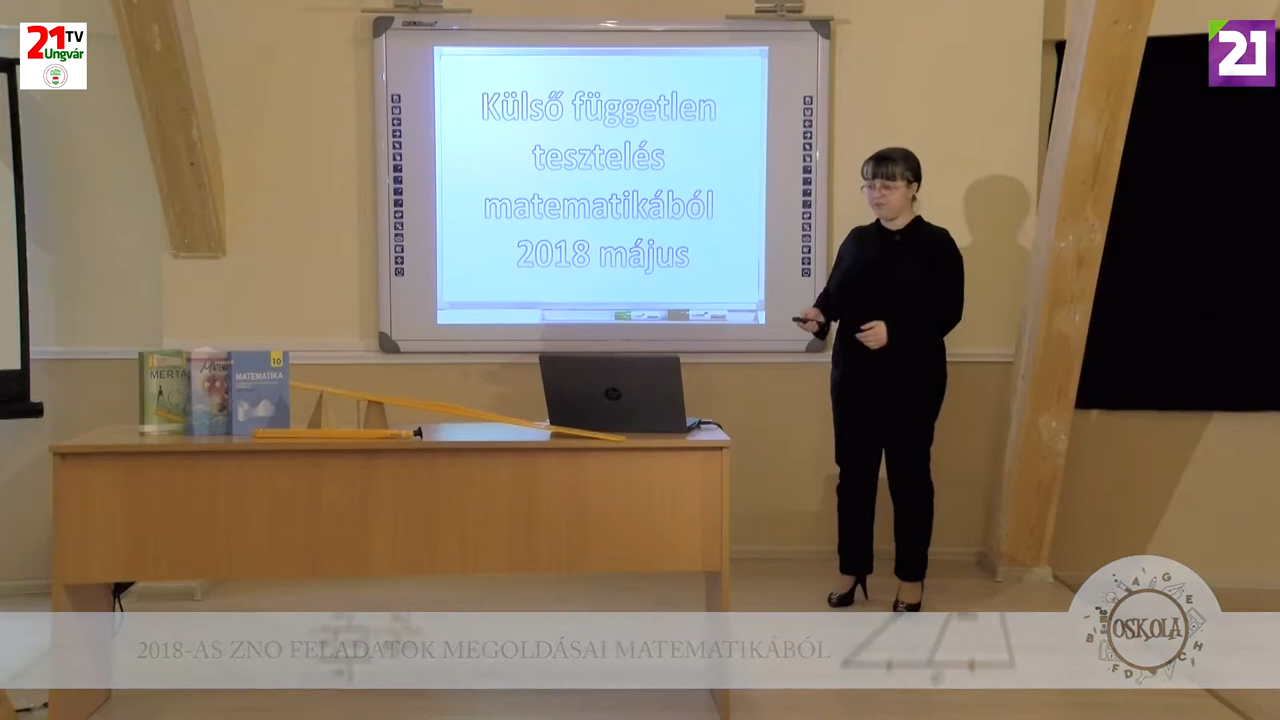 21 TV
Ungvár
21
Külső független
tesztelés
matematikából
2018 május
MATEMATIKA
10
2018-AS ZNO FELADATOK MEGOLDÁSAI MATEMATIKÁBÓL
OSKOLA
A G E H C D F B I